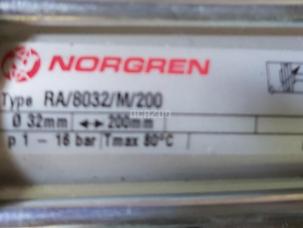 NORGREN
Type RA/8032/M/200
Ø 32mm ◄─► 200mm
p 1 – 16 bar Tmax 80°C